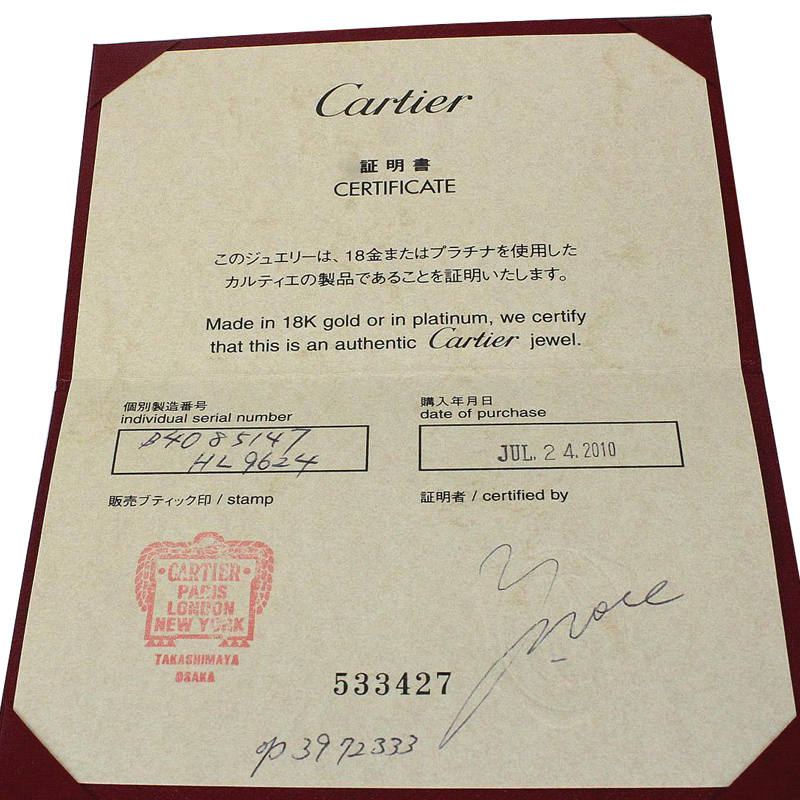 Cartier
証明書
CERTIFICATE
このジュエリーは、18金またはプラチナを使用した
カルティエの製品であることを証明いたします。
Made in 18K gold or in platinum, we certify
that this is an authentic Cartier jewel.
個別製造番号
individual serial number
B4085147
HL9624
購入年月日
date of purchase
JUL. 24.2010
販売ブティック印 / stamp
証明者 / certified by
·CARTIER·
PARIS
LONDON
NEW YORK
TAKASHIMAYA
OSAKA
533427
3972333